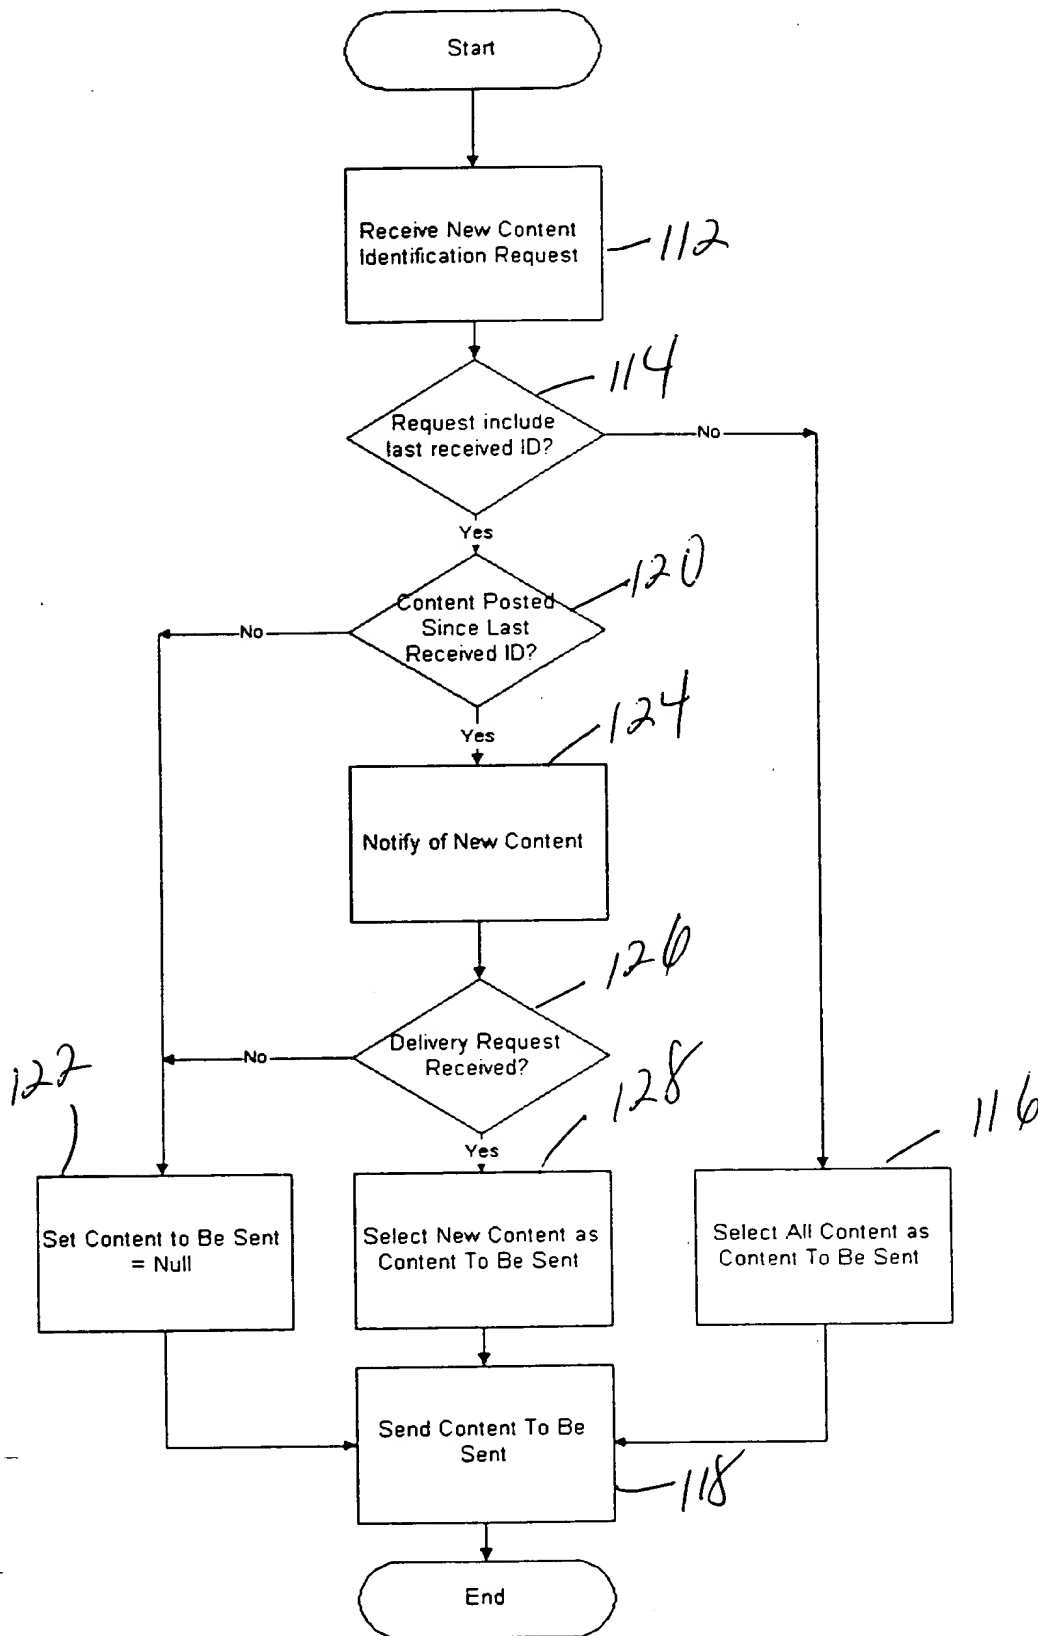 Start
Receive New Content
Identification Request
112
114
Request include
last received ID?
No
Yes
120
Content Posted
Since Last
Received ID?
No
Yes
124
Notify of New Content
126
Delivery Request
Received?
No
122
Yes
128
116
Set Content to Be Sent
= Null
Select New Content as
Content To Be Sent
Select All Content as
Content To Be Sent
Send Content To Be
Sent
118
End